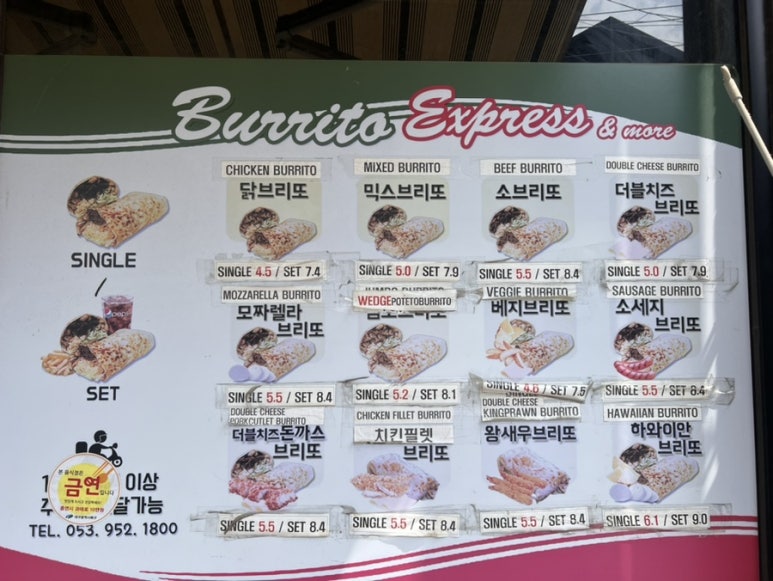 Burrito Express & more
SINGLE
/
SET
CHICKEN BURRITO
닭브리또
SINGLE 4.5 / SET 7.4
MIXED BURRITO
믹스브리또
SINGLE 5.0 / SET 7.9
BEEF BURRITO
소브리또
SINGLE 5.5 / SET 8.4
DOUBLE CHEESE BURRITO
더블치즈
브리또
SINGLE 5.0 / SET 7.9
MOZZARELLA BURRITO
모짜렐라
브리또
SINGLE 5.5 / SET 8.4
JUMBO BURRITO
WEDGEPOTETOBURRITO
SINGLE 5.2 / SET 8.1
VEGGIE BURRITO
베지브리또
SINGLE 4.6 / SET 7.5
SAUSAGE BURRITO
소세지
브리또
SINGLE 5.5 / SET 8.4
DOUBLE CHEESE
PORKCUTLET BURRITO
더블치즈돈까스
브리또
SINGLE 5.5 / SET 8.4
CHICKEN FILLET BURRITO
치킨필렛
브리또
SINGLE 5.5 / SET 8.4
SINGLE
DOUBLE CHEESE
KINGPRAWN BURRITO
왕새우브리또
SINGLE 5.5 / SET 8.4
HAWAIIAN BURRITO
하와이안
브리또
SINGLE 6.1 / SET 9.0
이상
금연
TEL. 053. 952. 1800
pepsi